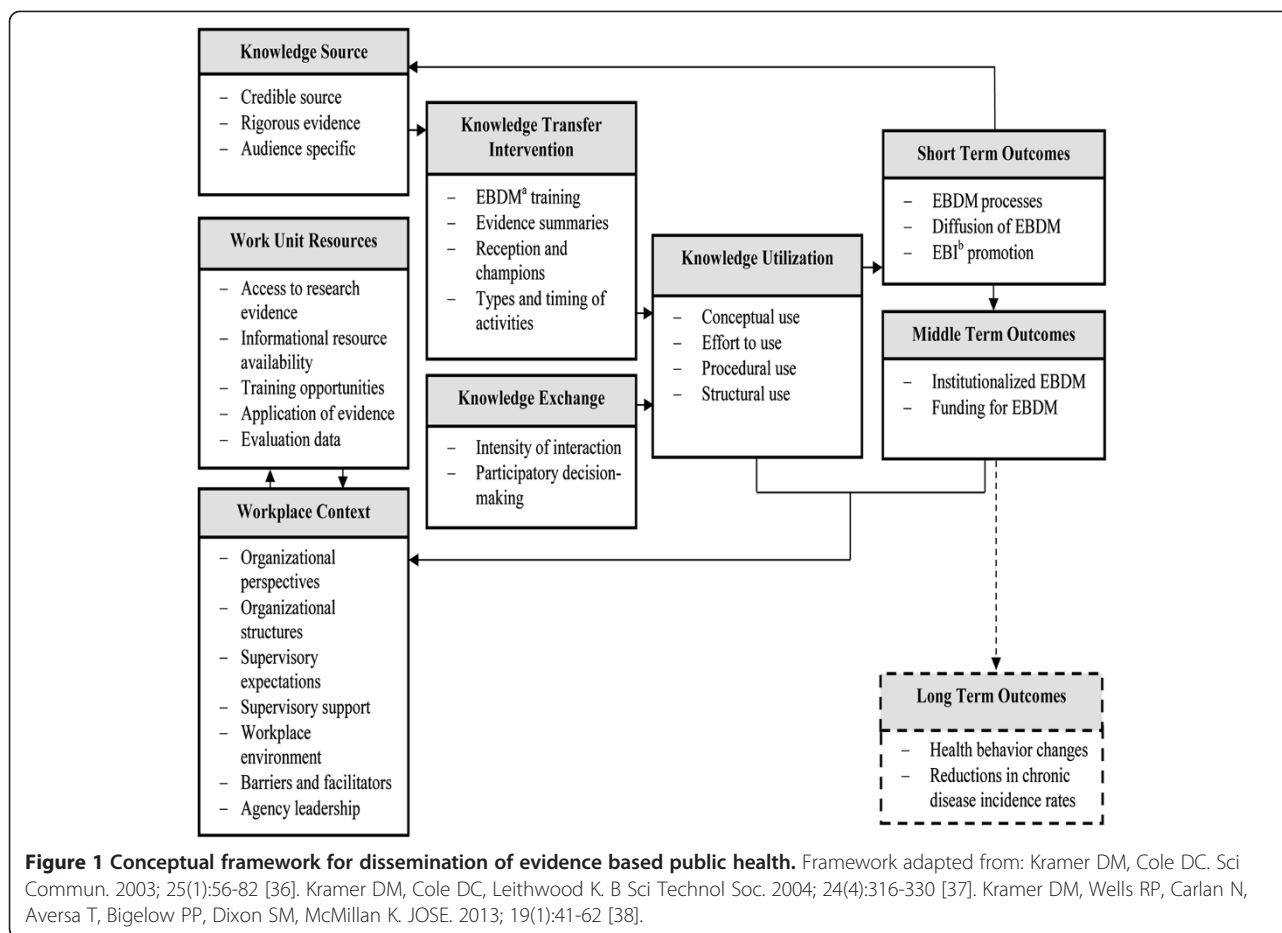 Knowledge Source
– Credible source
– Rigorous evidence
– Audience specific
Work Unit Resources
– Access to research
evidence
– Informational resource
availability
– Training opportunities
– Application of evidence
– Evaluation data
Workplace Context
– Organizational
perspectives
– Organizational
structures
– Supervisory
expectations
– Supervisory support
– Workplace
environment
– Barriers and facilitators
– Agency leadership
Knowledge Transfer
Intervention
– EBDMᵃ training
– Evidence summaries
– Reception and
champions
– Types and timing of
activities
Knowledge Exchange
– Intensity of interaction
– Participatory decision-
making
Knowledge Utilization
– Conceptual use
– Effort to use
– Procedural use
– Structural use
Short Term Outcomes
– EBDM processes
– Diffusion of EBDM
– EBIᵇ promotion
Middle Term Outcomes
– Institutionalized EBDM
– Funding for EBDM
Long Term Outcomes
– Health behavior changes
– Reductions in chronic
disease incidence rates
Figure 1 Conceptual framework for dissemination of evidence based public health. Framework adapted from: Kramer DM, Cole DC. Sci
Commun. 2003; 25(1):56-82 [36]. Kramer DM, Cole DC, Leithwood K. B Sci Technol Soc. 2004; 24(4):316-330 [37]. Kramer DM, Wells RP, Carlan N,
Aversa T, Bigelow PP, Dixon SM, McMillan K. JOSE. 2013; 19(1):41-62 [38].